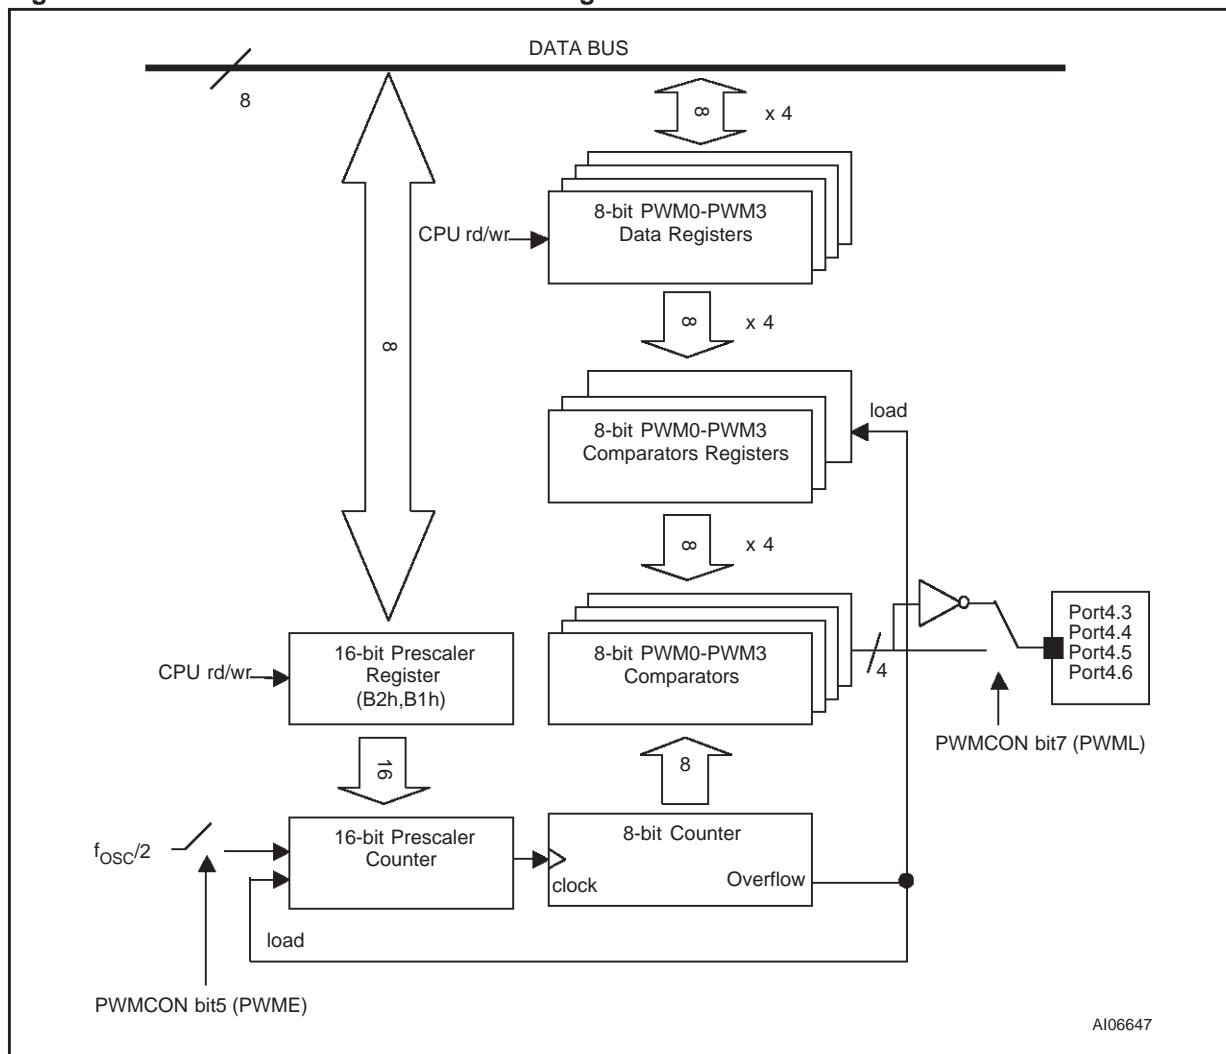 DATA BUS
8
8
x 4
8-bit PWM0-PWM3
Data Registers
CPU rd/wr
8
x 4
8
load
8-bit PWM0-PWM3
Comparators Registers
8
x 4
Port4.3
Port4.4
Port4.5
Port4.6
16-bit Prescaler
Register
(B2h,B1h)
CPU rd/wr
8-bit PWM0-PWM3
Comparators
4
PWMCON bit7 (PWML)
16
8
16-bit Prescaler
Counter
8-bit Counter
fOSC/2
Overflow
clock
load
PWMCON bit5 (PWME)
AI06647